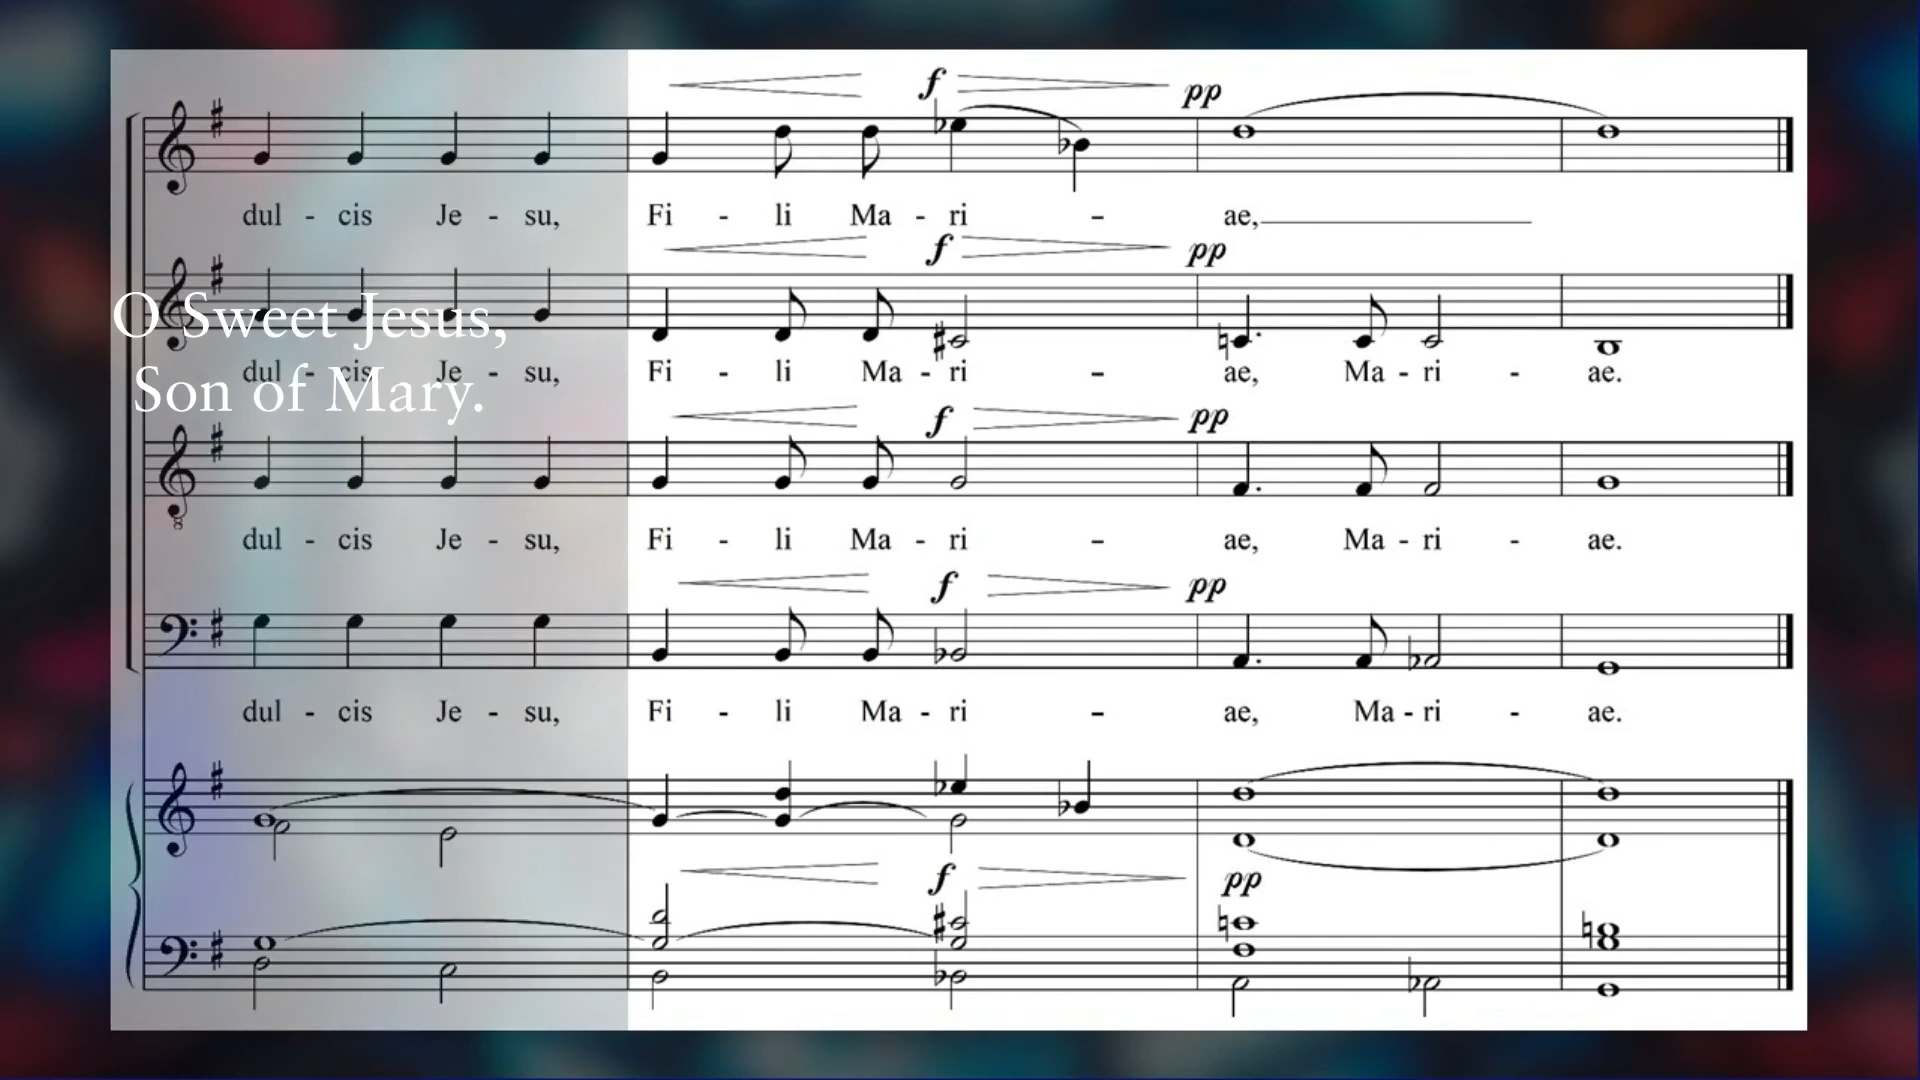 f pp
dul - cis Je - su, Fi - li Ma - ri - ae,
f pp
O Sweet Jesus,
dul - cis Je - su, Fi - li Ma - ri - ae, Ma - ri - ae.
Son of Mary.
f pp
8
dul - cis Je - su, Fi - li Ma - ri - ae, Ma - ri - ae.
f pp
dul - cis Je - su, Fi - li Ma - ri - ae, Ma - ri - ae.
f pp